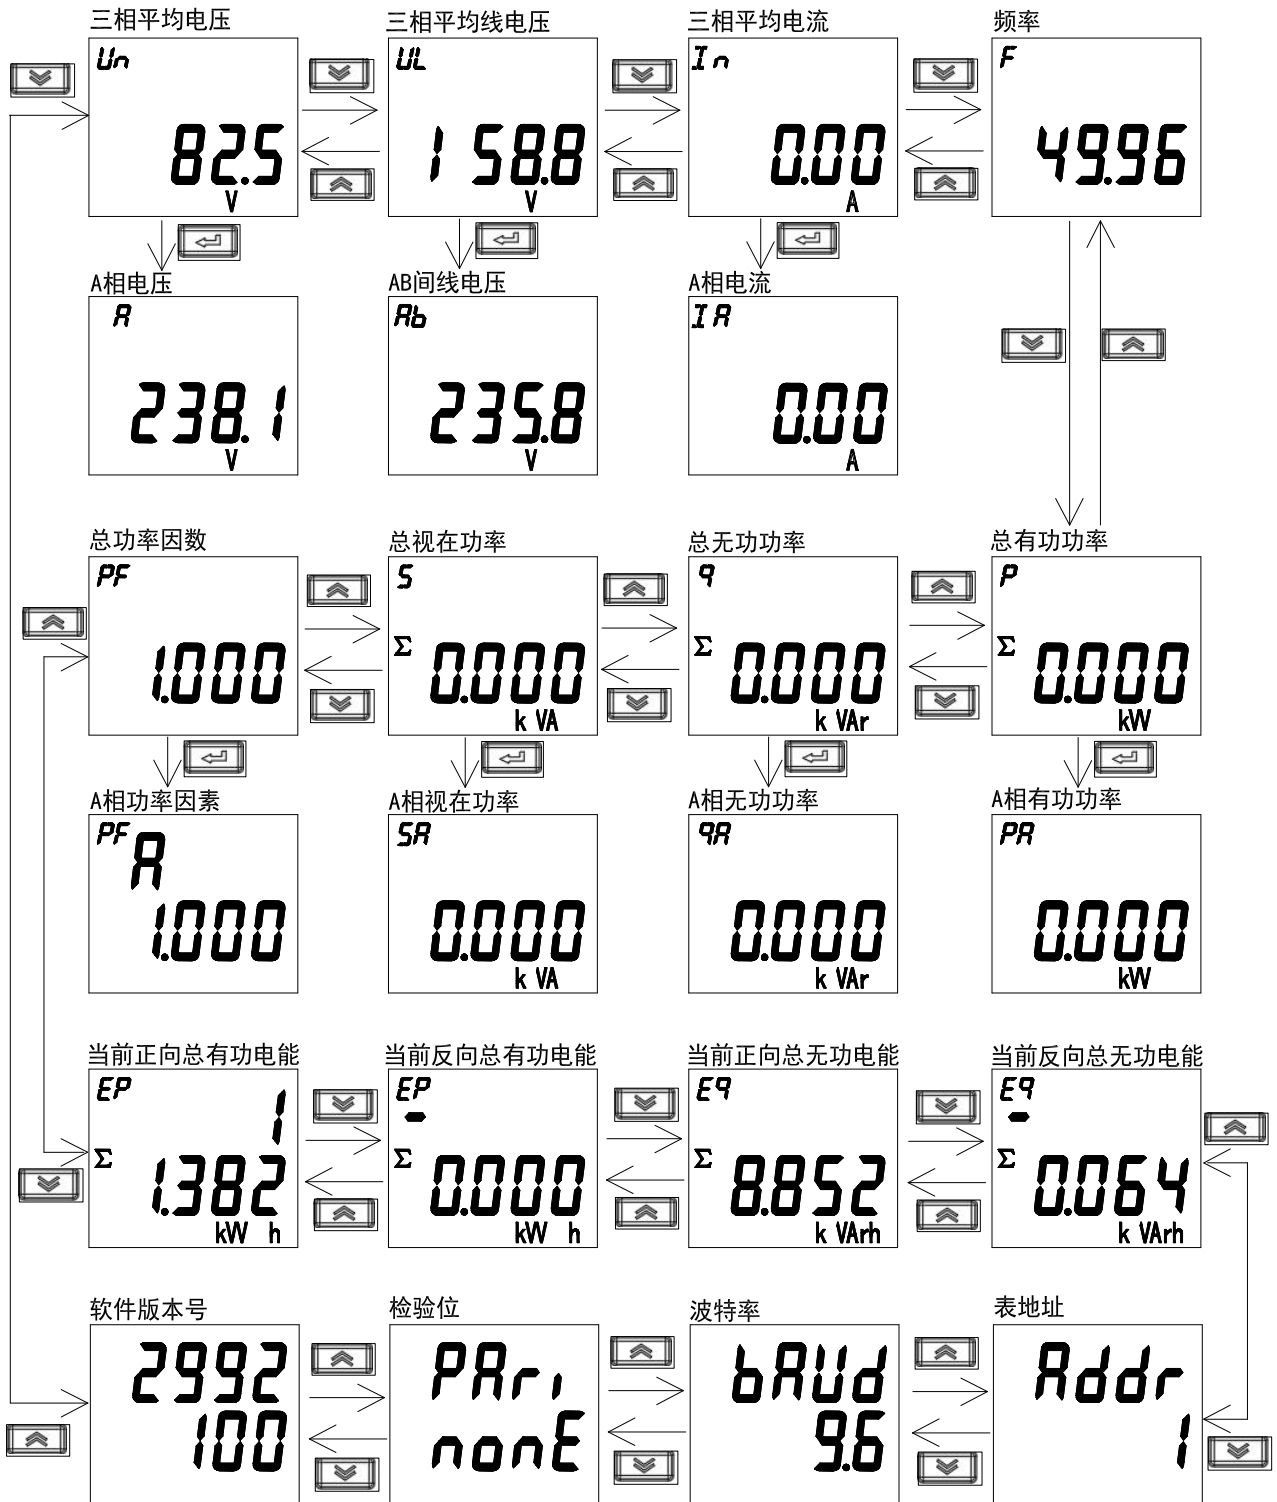 三相平均电压
三相平均线电压
三相平均电流
频率
Un
82.5
V
UL
158.8
V
In
0.00
A
F
49.96
A相电压
AB间线电压
A相电流
A
238.1
V
Ab
235.8
V
IA
0.00
A
总功率因数
总视在功率
总无功功率
总有功功率
PF
1.000
S
Σ 0.000
k VA
q
Σ 0.000
k VAr
P
Σ 0.000
kW
A相功率因素
A相视在功率
A相无功功率
A相有功功率
PF A
1.000
SA
0.000
k VA
qA
0.000
k VAr
PA
0.000
kW
当前正向总有功电能
当前反向总有功电能
当前正向总无功电能
当前反向总无功电能
EP
1
Σ 1.382
kW h
EP
-
Σ 0.000
kW h
Eq
Σ 8.852
k VArh
Eq
-
Σ 0.064
k VArh
软件版本号
检验位
波特率
表地址
2992
100
PAri
nonE
bAUd
9.6
Addr
1